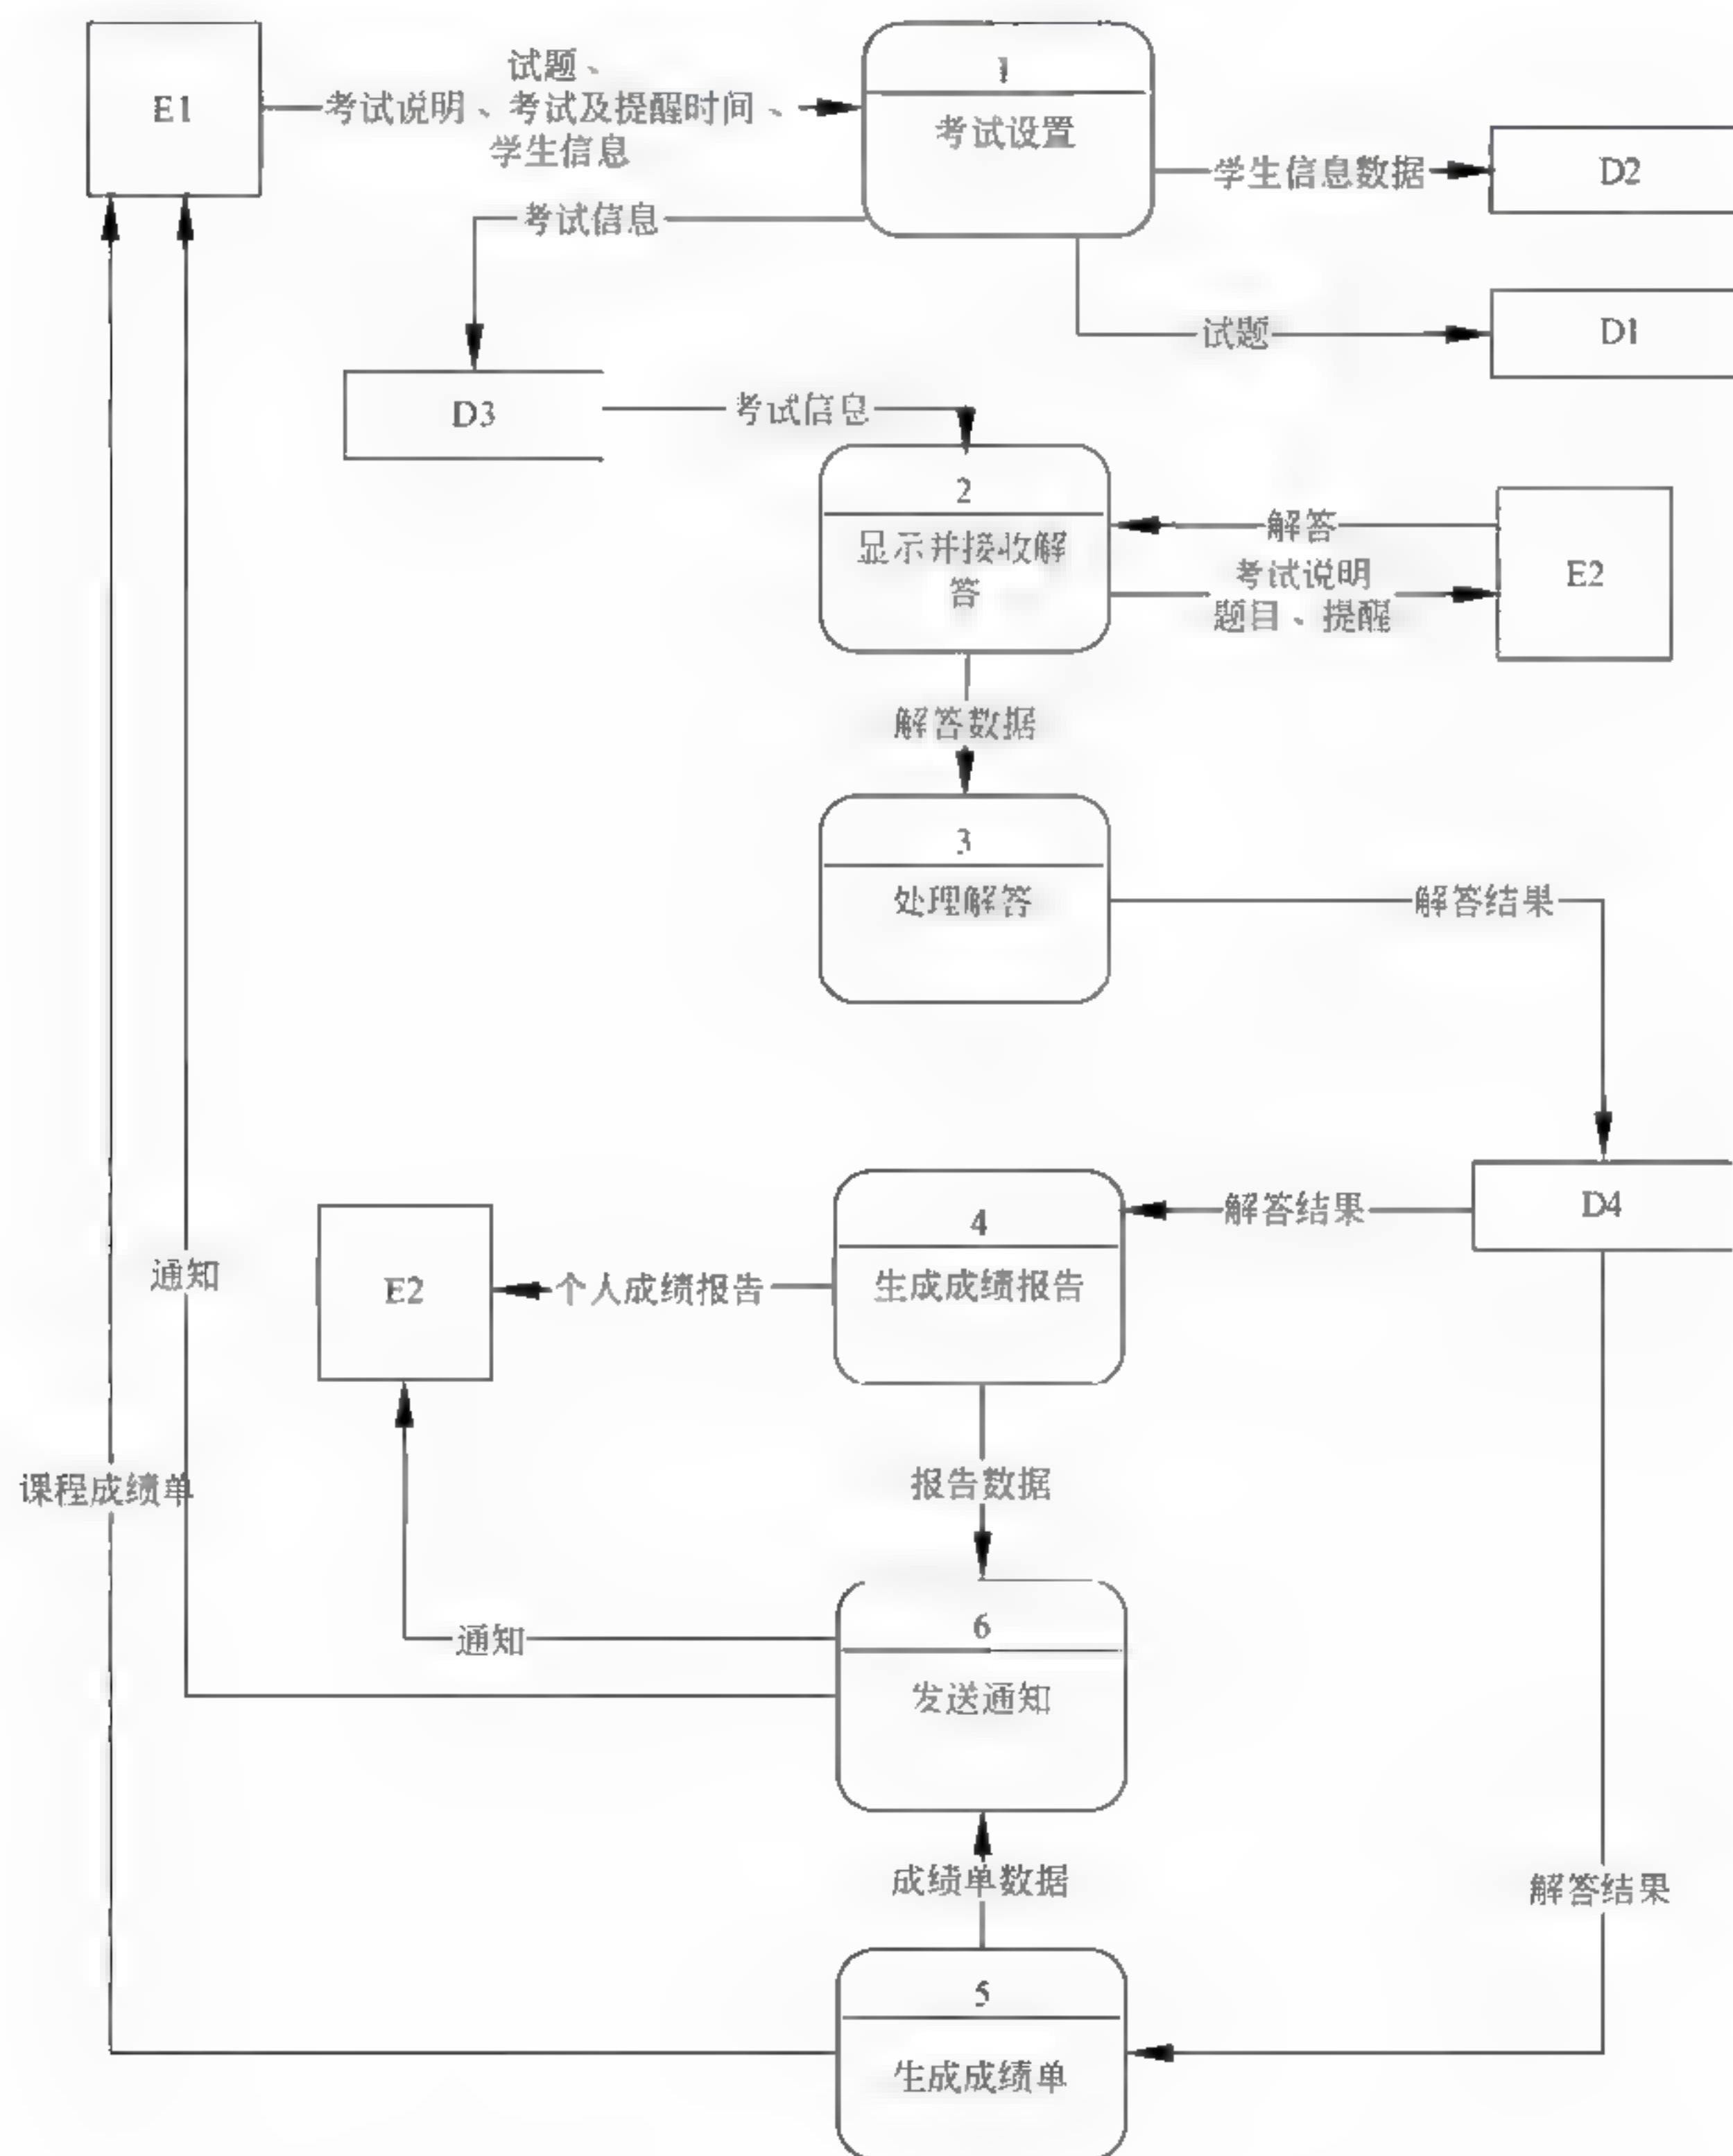 E1
试题、
考试说明、考试及提醒时间、
学生信息
1
考试设置
学生信息数据
D2
考试信息
试题
D1
D3
考试信息
2
显示并接收解
答
解答
考试说明
题目、提醒
E2
解答数据
3
处理解答
解答结果
D4
解答结果
4
生成成绩报告
个人成绩报告
E2
通知
课程成绩单
报告数据
6
发送通知
通知
成绩单数据
解答结果
5
生成成绩单